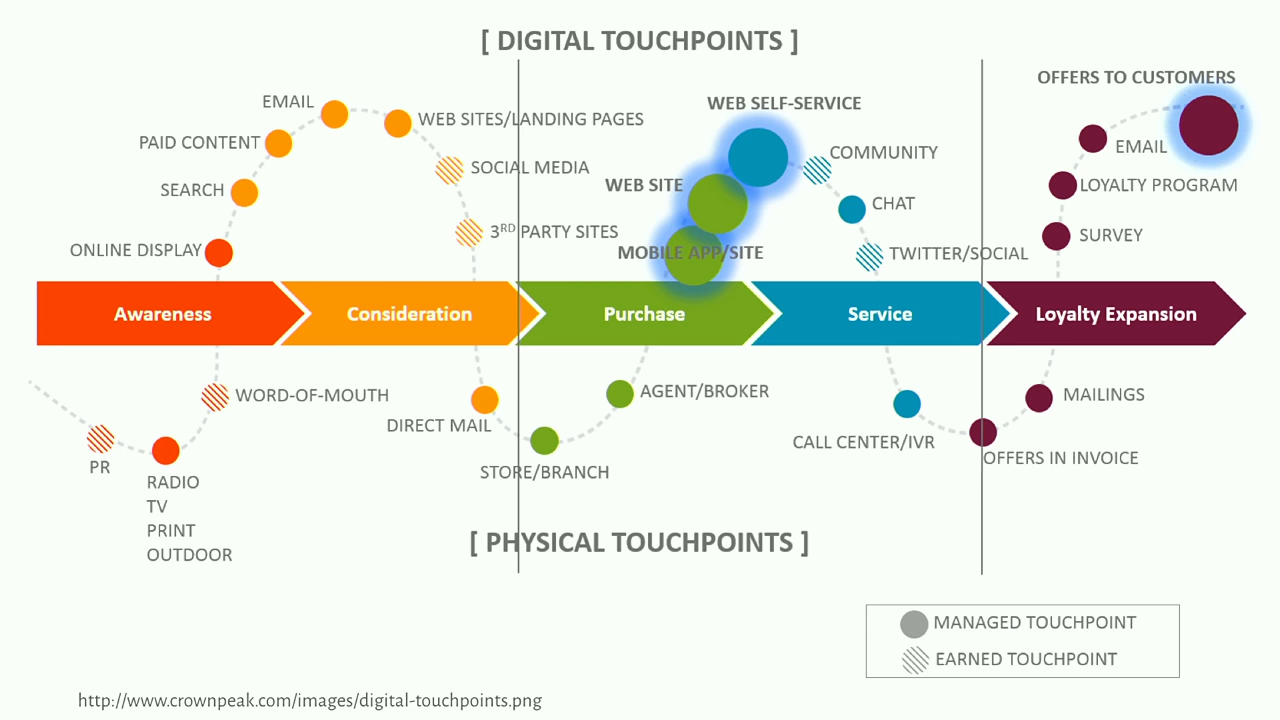 [ DIGITAL TOUCHPOINTS ]
OFFERS TO CUSTOMERS
EMAIL
WEB SITES/LANDING PAGES
WEB SELF-SERVICE
PAID CONTENT
SOCIAL MEDIA
COMMUNITY
EMAIL
SEARCH
WEB SITE
CHAT
LOYALTY PROGRAM
3RD PARTY SITES
SURVEY
ONLINE DISPLAY
MOBILE APP/SITE
TWITTER/SOCIAL
Awareness
Consideration
Purchase
Service
Loyalty Expansion
WORD-OF-MOUTH
AGENT/BROKER
MAILINGS
DIRECT MAIL
CALL CENTER/IVR
PR
STORE/BRANCH
OFFERS IN INVOICE
RADIO
TV
PRINT
OUTDOOR
[ PHYSICAL TOUCHPOINTS ]
MANAGED TOUCHPOINT
EARNED TOUCHPOINT
http://www.crownpeak.com/images/digital-touchpoints.png